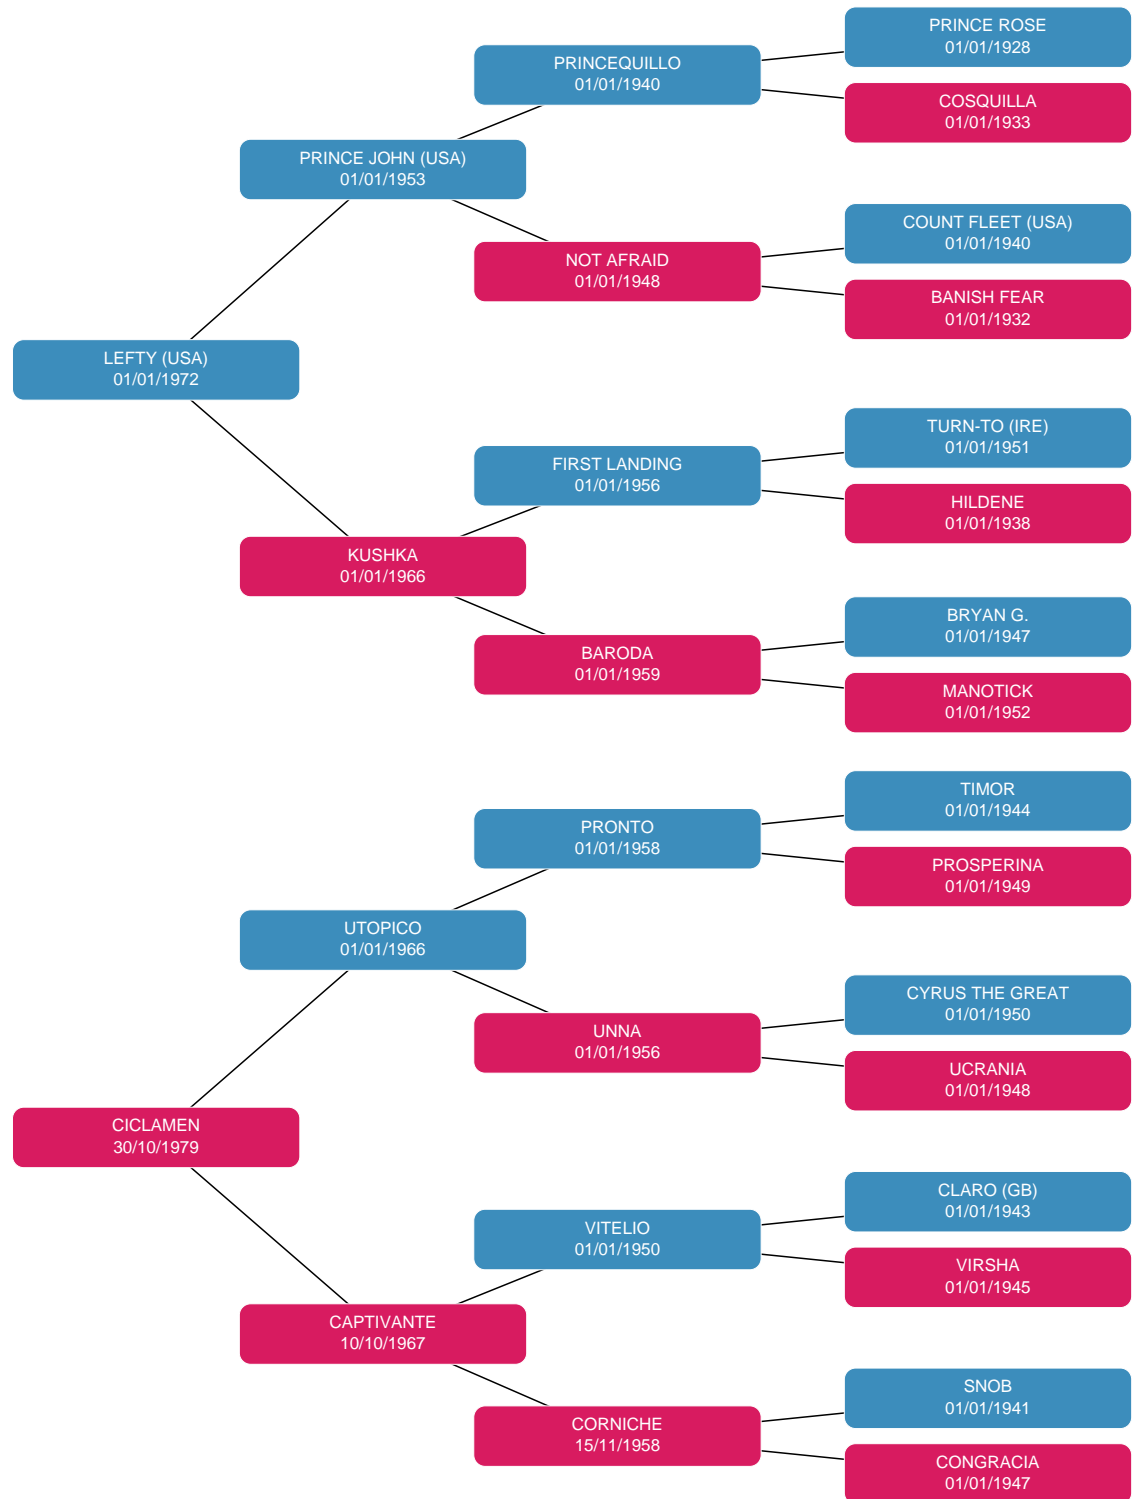 PRINCE ROSE
01/01/1928
PRINCEQUILLO
01/01/1940
COSQUILLA
01/01/1933
PRINCE JOHN (USA)
01/01/1953
COUNT FLEET (USA)
01/01/1940
NOT AFRAID
01/01/1948
BANISH FEAR
01/01/1932
LEFTY (USA)
01/01/1972
TURN-TO (IRE)
01/01/1951
FIRST LANDING
01/01/1956
HILDENE
01/01/1938
KUSHKA
01/01/1966
BRYAN G.
01/01/1947
BARODA
01/01/1959
MANOTICK
01/01/1952
TIMOR
01/01/1944
PRONTO
01/01/1958
PROSPERINA
01/01/1949
UTOPICO
01/01/1966
CYRUS THE GREAT
01/01/1950
UNNA
01/01/1956
UCRANIA
01/01/1948
CICLAMEN
30/10/1979
CLARO (GB)
01/01/1943
VITELIO
01/01/1950
VIRSHA
01/01/1945
CAPTIVANTE
10/10/1967
SNOB
01/01/1941
CORNICHE
15/11/1958
CONGRACIA
01/01/1947